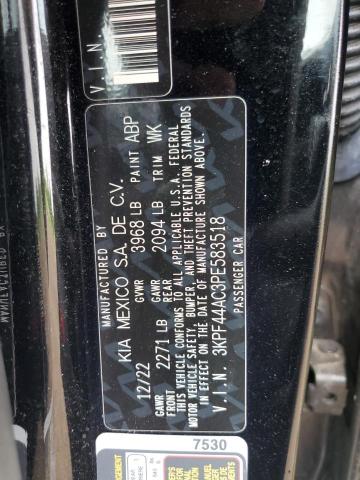 V.I.N
MANUFACTURED BY
KIA MEXICO S.A. DE C.V.
12/22 GVWR 3968 LB PAINT ABP
GAWR FRONT 2271 LB GAWR REAR 2094 LB TRIM WK
THIS VEHICLE CONFORMS TO ALL APPLICABLE U.S.A. FEDERAL
MOTOR VEHICLE SAFETY, BUMPER, AND THEFT PREVENTION STANDARDS
IN EFFECT ON THE DATE OF MANUFACTURE SHOWN ABOVE.
V.I.N. 3KPF44AC3PE583518
PASSENGER CAR
7530